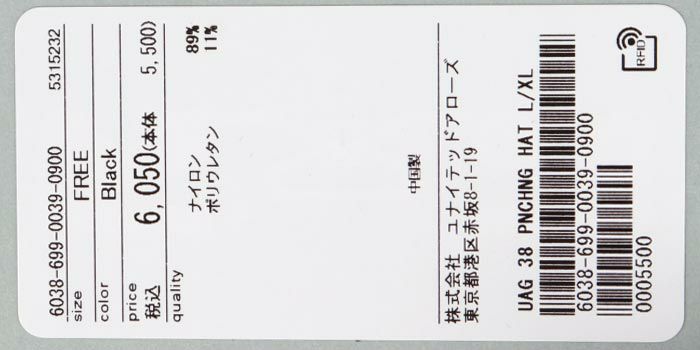 6038-699-0039-0900 5315232
size FREE
color Black
price
税込 6,050(本体 5,500)
quality
ナイロン 89%
ポリウレタン 11%
中国製
株式会社 ユナイテッドアローズ
東京都港区赤坂8-1-19
UAG 38 PNCHNG HAT L/XL
6038-699-0039-0900
0005500
RFID